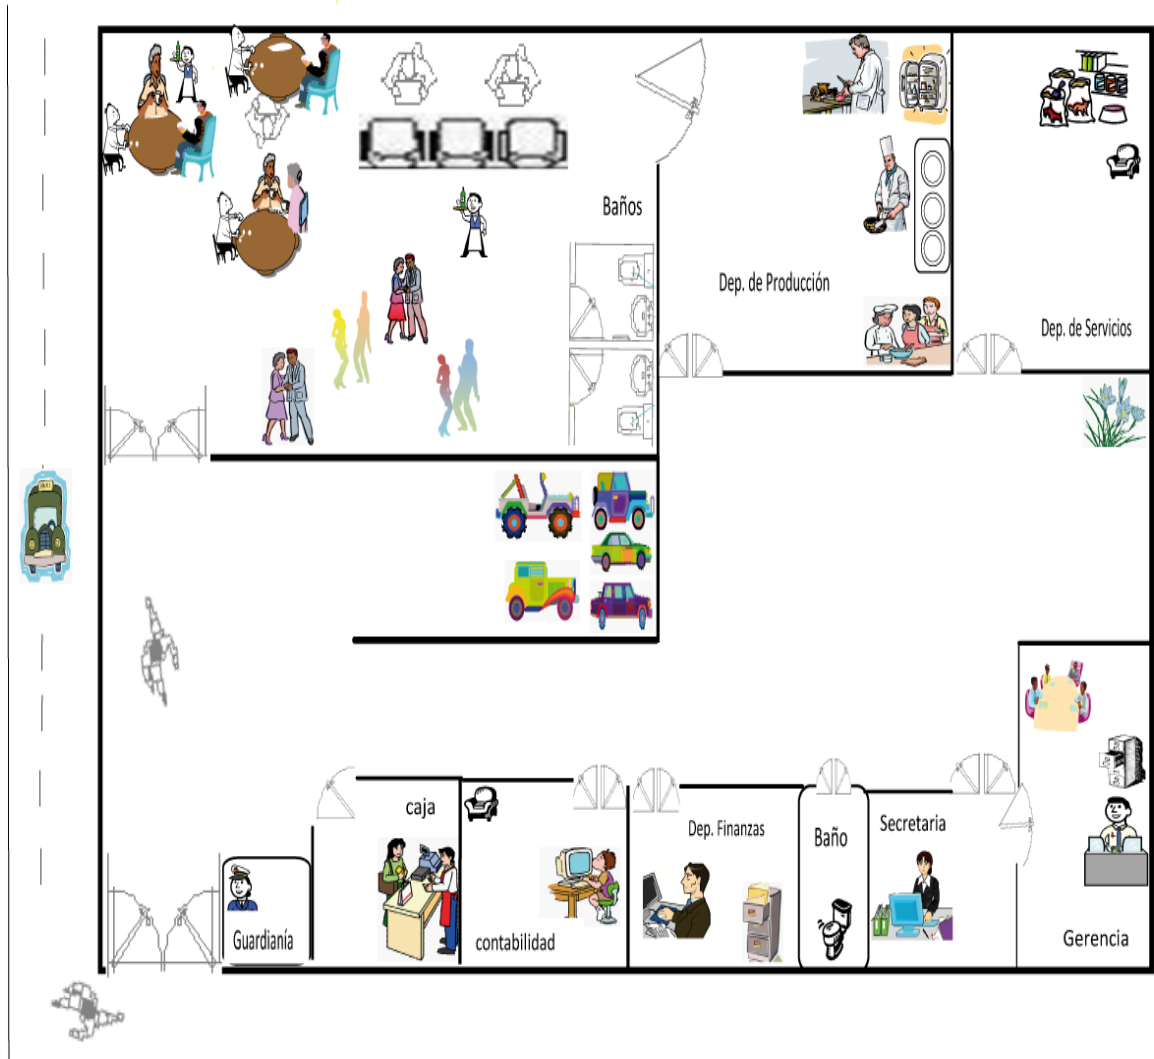 Baños
Dep. de Producción
Dep. de Servicios
caja
Dep. Finanzas
Baño
Secretaria
Guardianía
contabilidad
Gerencia